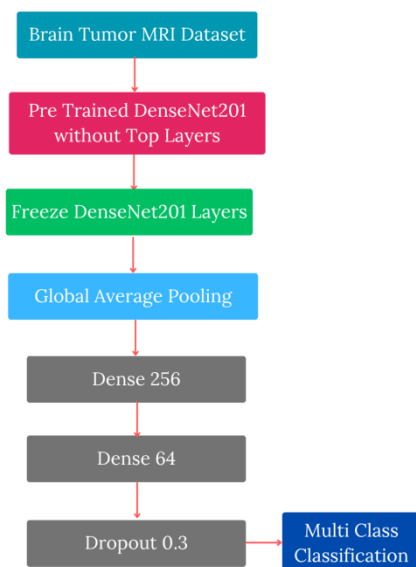 Brain Tumor MRI Dataset
Pre Trained DenseNet201
without Top Layers
Freeze DenseNet201 Layers
Global Average Pooling
Dense 256
Dense 64
Dropout 0.3
Multi Class
Classification